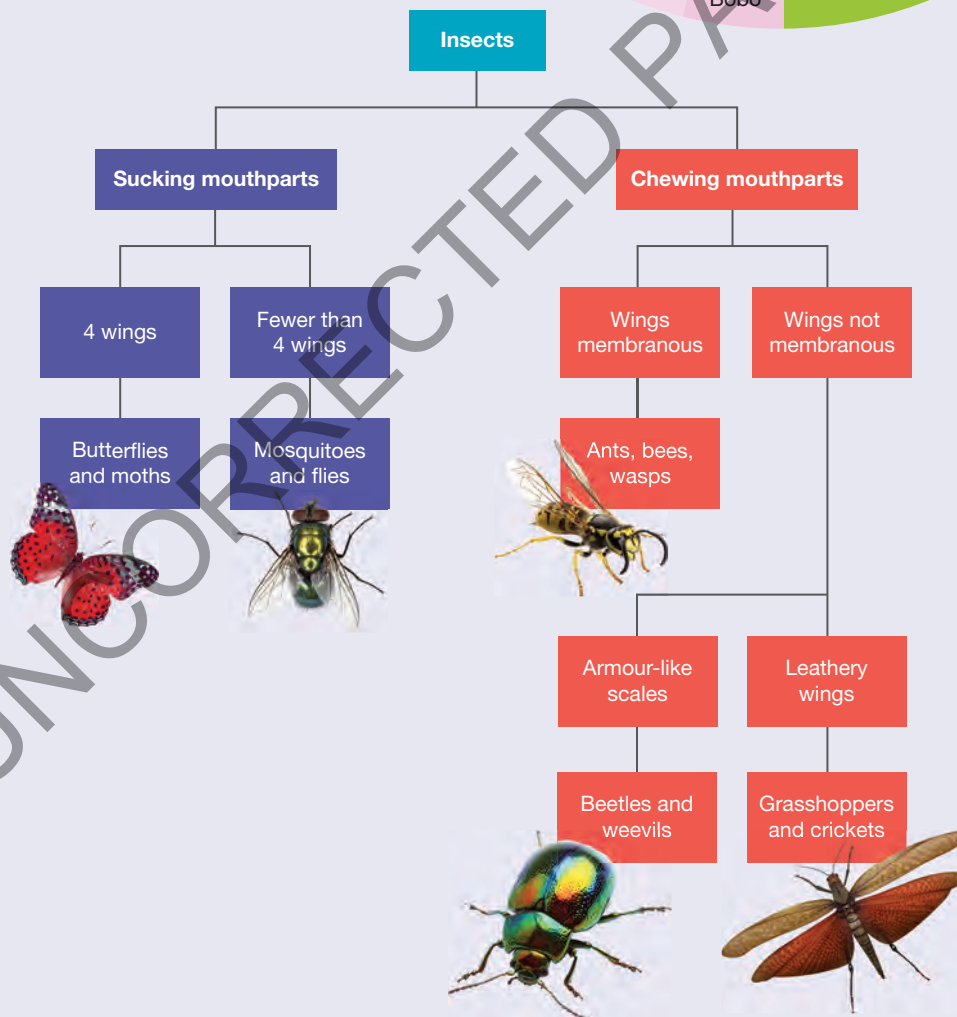 Bobo
Insects
Sucking mouthparts
Chewing mouthparts
4 wings
Fewer than
4 wings
Wings
membranous
Wings not
membranous
Butterflies
and moths
Mosquitoes
and flies
Ants, bees,
wasps
Armour-like
scales
Leathery
wings
Beetles and
weevils
Grasshoppers
and crickets
UNCORRECTED PA